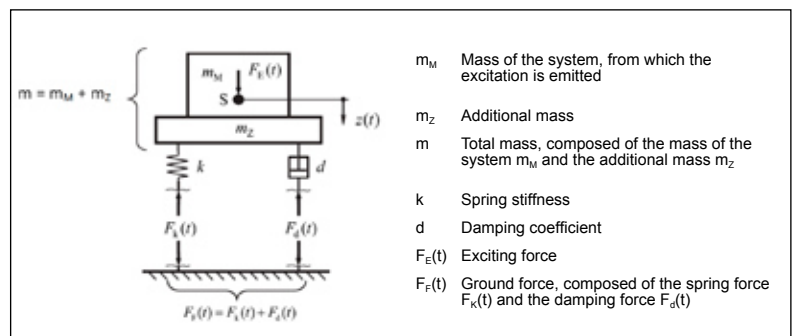 m = m_M + m_Z
m_M
F_E(t)
S
z(t)
m_Z
k
d
F_k(t)
F_d(t)
F_F(t) = F_k(t) + F_d(t)
m_M Mass of the system, from which the
excitation is emitted
m_Z Additional mass
m Total mass, composed of the mass of the
system m_M and the additional mass m_Z
k Spring stiffness
d Damping coefficient
F_E(t) Exciting force
F_F(t) Ground force, composed of the spring force
F_K(t) and the damping force F_d(t)